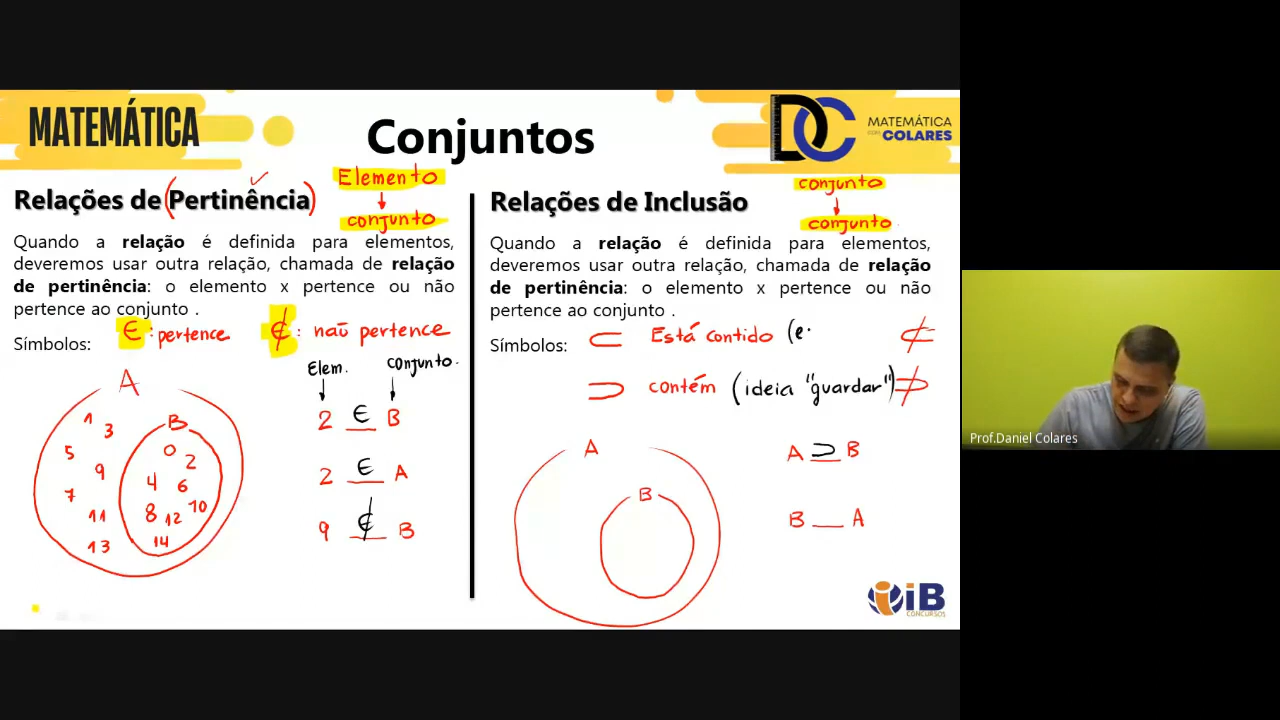 MATEMÁTICA
Conjuntos
DC MATEMÁTICA
COM COLARES
Relações de (Pertinência)
Elemento
conjunto
Quando a relação é definida para elementos,
deveremos usar outra relação, chamada de relação
de pertinência: o elemento x pertence ou não
pertence ao conjunto .
Símbolos:
∈: pertence
∉: não pertence
Elem.
conjunto.
2 ∈ B
2 ∈ A
9 ∉ B
A
1
3
5
9
7
11
13
B
0
2
4
6
8
12
10
14
Relações de Inclusão
conjunto
conjunto
Quando a relação é definida para elementos,
deveremos usar outra relação, chamada de relação
de pertinência: o elemento x pertence ou não
pertence ao conjunto .
Símbolos:
⊂ Está contido (e. ⊄
⊃ contém (ideia "guardar") ⊅
A ⊃ B
B __ A
A
B
iB
CONCURSOS
Prof.Daniel Colares